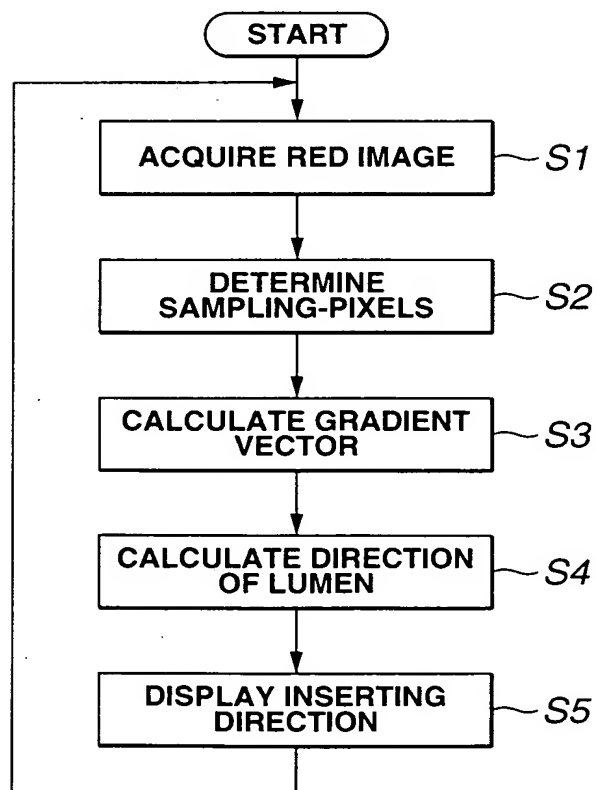 START
ACQUIRE RED IMAGE
S1
DETERMINE
SAMPLING-PIXELS
S2
CALCULATE GRADIENT
VECTOR
S3
CALCULATE DIRECTION
OF LUMEN
S4
DISPLAY INSERTING
DIRECTION
S5